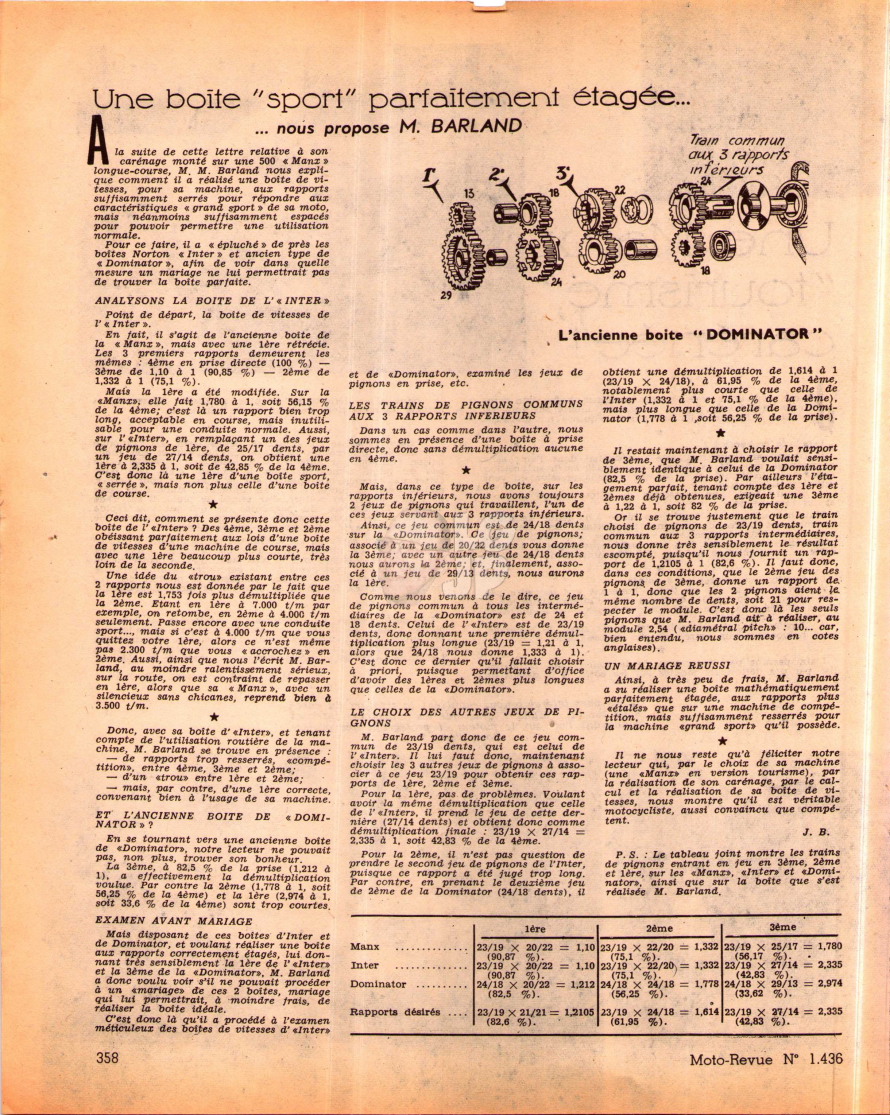 Une boîte "sport" parfaitement étagée...
... nous propose M. BARLAND
A la suite de cette lettre relative à son
carénage monté sur une 500 « Manx »
longue-course, M. M. Barland nous expli-
que comment il a réalisé une boîte de vi-
tesses, pour sa machine, aux rapports
suffisamment serrés pour répondre aux
caractéristiques « grand sport » de sa moto,
mais néanmoins suffisamment espacés
pour pouvoir permettre une utilisation
normale.
Pour ce faire, il a « épluché » de près les
boîtes Norton « Inter » et ancien type de
« Dominator », afin de voir dans quelle
mesure un mariage ne lui permettrait pas
de trouver la boîte parfaite.
ANALYSONS LA BOITE DE L'« INTER »
Point de départ, la boîte de vitesses de
l'« Inter ».
En fait, il s'agit de l'ancienne boîte de
la « Manx », mais avec une 1ère rétrécie.
Les 3 premiers rapports demeurent les
mêmes : 4ème en prise directe (100 %) —
3ème de 1,10 à 1 (90,85 %) — 2ème de
1,332 à 1 (75,1 %).
Mais la 1ère a été modifiée. Sur la
«Manx», elle fait 1,780 à 1, soit 56,15 %
de la 4ème; c'est là un rapport bien trop
long, acceptable en course, mais inutili-
sable pour une conduite normale. Aussi,
sur l'«Inter», en remplaçant un des jeux
de pignons de 1ère, de 25/17 dents, par
un jeu de 27/14 dents, on obtient une
1ère à 2,335 à 1, soit de 42,85 % de la 4ème.
C'est donc là une 1ère d'une boîte sport,
« serrée », mais non plus celle d'une boîte
de course.
★
Ceci dit, comment se présente donc cette
boîte de l'«Inter» ? Des 4ème, 3ème et 2ème
obéissant parfaitement aux lois d'une boîte
de vitesses d'une machine de course, mais
avec une 1ère beaucoup plus courte, très
loin de la seconde.
Une idée du «trou» existant entre ces
2 rapports nous est donnée par le fait que
la 1ère est 1,753 fois plus démultipliée que
la 2ème. Etant en 1ère à 7.000 t/m par
exemple, on retombe, en 2ème à 4.000 t/m
seulement. Passe encore avec une conduite
sport..., mais si c'est à 4.000 t/m que vous
quittez votre 1ère, alors ce n'est même
pas 2.300 t/m que vous «accrochez» en
2ème. Aussi, ainsi que nous l'écrit M. Bar-
land, au moindre ralentissement sérieux,
sur la route, on est contraint de repasser
en 1ère, alors que sa « Manx », avec un
silencieux sans chicanes, reprend bien à
3.500 t/m.
★
Donc, avec sa boîte d'«Inter», et tenant
compte de l'utilisation routière de la ma-
chine, M. Barland se trouve en présence :
— de rapports trop resserrés, «compé-
tition», entre 4ème, 3ème et 2ème;
— d'un «trou» entre 1ère et 2ème;
— mais, par contre, d'une 1ère correcte,
convenant bien à l'usage de sa machine.
ET L'ANCIENNE BOITE DE « DOMI-
NATOR » ?
En se tournant vers une ancienne boîte
de «Dominator», notre lecteur ne pouvait
pas, non plus, trouver son bonheur.
La 3ème, à 82,5 % de la prise (1,212 à
1), a effectivement la démultiplication
voulue. Par contre la 2ème (1,778 à 1, soit
56,25 % de la 4ème) et la 1ère (2,974 à 1,
soit 33,6 % de la 4ème) sont trop courtes.
EXAMEN AVANT MARIAGE
Mais disposant de ces boîtes d'Inter et
de Dominator, et voulant réaliser une boîte
aux rapports correctement étagés, lui don-
nant très sensiblement la 1ère de l'«Inter»
et la 3ème de la «Dominator», M. Barland
a donc voulu voir s'il ne pouvait procéder
à un «mariage» de ces 2 boîtes, mariage
qui lui permettrait, à moindre frais, de
réaliser la boîte idéale.
C'est donc là qu'il a procédé à l'examen
méticuleux des boîtes de vitesses d'«Inter»
Train commun
aux 3 rapports
inférieurs
1e
2e
3e
13
18
22
24
29
24
20
18
L'ancienne boite "DOMINATOR"
et de «Dominator», examiné les jeux de
pignons en prise, etc.
LES TRAINS DE PIGNONS COMMUNS
AUX 3 RAPPORTS INFERIEURS
Dans un cas comme dans l'autre, nous
sommes en présence d'une boîte à prise
directe, donc sans démultiplication aucune
en 4ème.
★
Mais, dans ce type de boîte, sur les
rapports inférieurs, nous avons toujours
2 jeux de pignons qui travaillent, l'un de
ces jeux servant aux 3 rapports inférieurs.
Ainsi, ce jeu commun est de 24/18 dents
sur la «Dominator». Ce jeu de pignons;
associé à un jeu de 20/22 dents vous donne
la 3ème; avec un autre jeu de 24/18 dents
nous aurons la 2ème; et, finalement, asso-
cié à un jeu de 29/13 dents, nous aurons
la 1ère.
Comme nous venons de le dire, ce jeu
de pignons commun à tous les intermé-
diaires de la «Dominator» est de 24 et
18 dents. Celui de l'«Inter» est de 23/19
dents, donc donnant une première démul-
tiplication plus longue (23/19 = 1,21 à 1,
alors que 24/18 nous donne 1,333 à 1).
C'est donc ce dernier qu'il fallait choisir
à priori, puisque permettant d'office
d'avoir des 1ères et 2èmes plus longues
que celles de la «Dominator».
LE CHOIX DES AUTRES JEUX DE PI-
GNONS
M. Barland part donc de ce jeu com-
mun de 23/19 dents, qui est celui de
l'«Inter». Il lui faut donc, maintenant
choisir les 3 autres jeux de pignons à asso-
cier à ce jeu 23/19 pour obtenir ces rap-
ports de 1ère, 2ème et 3ème.
Pour la 1ère, pas de problèmes. Voulant
avoir la même démultiplication que celle
de l'«Inter», il prend le jeu de cette der-
nière (27/14 dents) et obtient donc comme
démultiplication finale : 23/19 × 27/14 =
2,335 à 1, soit 42,83 % de la 4ème.
Pour la 2ème, il n'est pas question de
prendre le second jeu de pignons de l'Inter,
puisque ce rapport a été jugé trop long.
Par contre, en prenant le deuxième jeu
de 2ème de la Dominator (24/18 dents), il
obtient une démultiplication de 1,614 à 1
(23/19 × 24/18), à 61,95 % de la 4ème,
notablement plus courte que celle de
l'Inter (1,332 à 1 et 75,1 % de la 4ème),
mais plus longue que celle de la Domi-
nator (1,778 à 1 ,soit 56,25 % de la prise).
★
Il restait maintenant à choisir le rapport
de 3ème, que M. Barland voulait sensi-
blement identique à celui de la Dominator
(82,5 % de la prise). Par ailleurs l'éta-
gement parfait, tenant compte des 1ère et
2èmes déjà obtenues, exigeait une 3ème
à 1,22 à 1, soit 82 % de la prise.
Or il se trouve justement que le train
choisi de pignons de 23/19 dents, train
commun aux 3 rapports intermédiaires,
nous donne très sensiblement le résultat
escompté, puisqu'il nous fournit un rap-
port de 1,2105 à 1 (82,6 %). Il faut donc,
dans ces conditions, que le 2ème jeu des
pignons de 3ème, donne un rapport de
1 à 1, donc que les 2 pignons aient le
même nombre de dents, soit 21 pour res-
pecter le module. C'est donc là les seuls
pignons que M. Barland ait à réaliser, au
module 2,54 («diamétral pitch» : 10... car,
bien entendu, nous sommes en cotes
anglaises).
UN MARIAGE REUSSI
Ainsi, à très peu de frais, M. Barland
a su réaliser une boîte mathématiquement
parfaitement étagée, aux rapports plus
«étalés» que sur une machine de compé-
tition, mais suffisamment resserrés pour
la machine «grand sport» qu'il possède.
★
Il ne nous reste qu'à féliciter notre
lecteur qui, par le choix de sa machine
(une «Manx» en version tourisme), par
la réalisation de son carénage, par le cal-
cul et la réalisation de sa boîte de vi-
tesses, nous montre qu'il est véritable
motocycliste, aussi convaincu que compé-
tent.
J. B.
P. S. : Le tableau joint montre les trains
de pignons entrant en jeu en 3ème, 2ème
et 1ère, sur les «Manx», «Inter» et «Domi-
nator», ainsi que sur la boîte que s'est
réalisée M. Barland.
1ère 2ème 3ème
Manx ............. 23/19 × 20/22 = 1,10 23/19 × 22/20 = 1,332 23/19 × 25/17 = 1,780
(90,87 %). (75,1 %). (56,17 %).
Inter ............. 23/19 × 20/22 = 1,10 23/19 × 22/20 = 1,332 23/19 × 27/14 = 2,335
(90,87 %). (75,1 %). (42,83 %).
Dominator .......... 24/18 × 20/22 = 1,212 24/18 × 24/18 = 1,778 24/18 × 29/13 = 2,974
(82,5 %). (56,25 %). (33,62 %).
Rapports désirés .... 23/19 × 21/21 = 1,2105 23/19 × 24/18 = 1,614 23/19 × 27/14 = 2,335
(82,6 %). (61,95 %). (42,83 %).
358
Moto-Revue N° 1.436